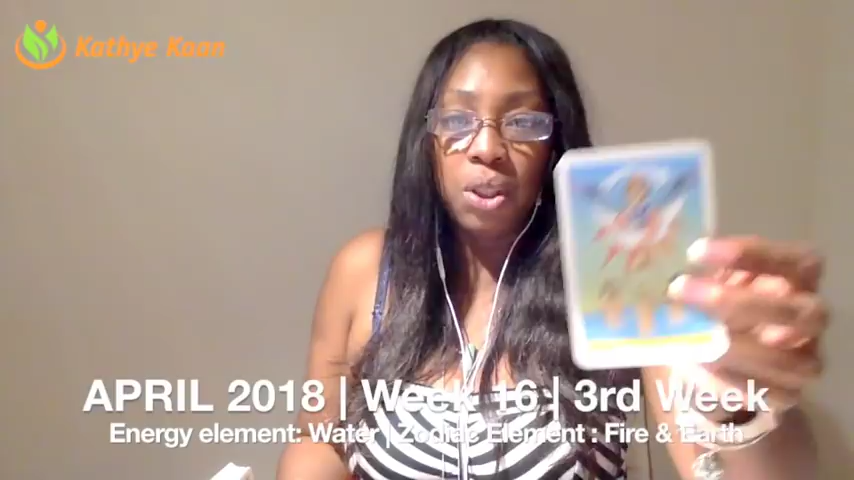 Kathye Kaan
APRIL 2018 | Week 16 | 3rd Week
Energy element: Water | Zodiac Element : Fire & Earth